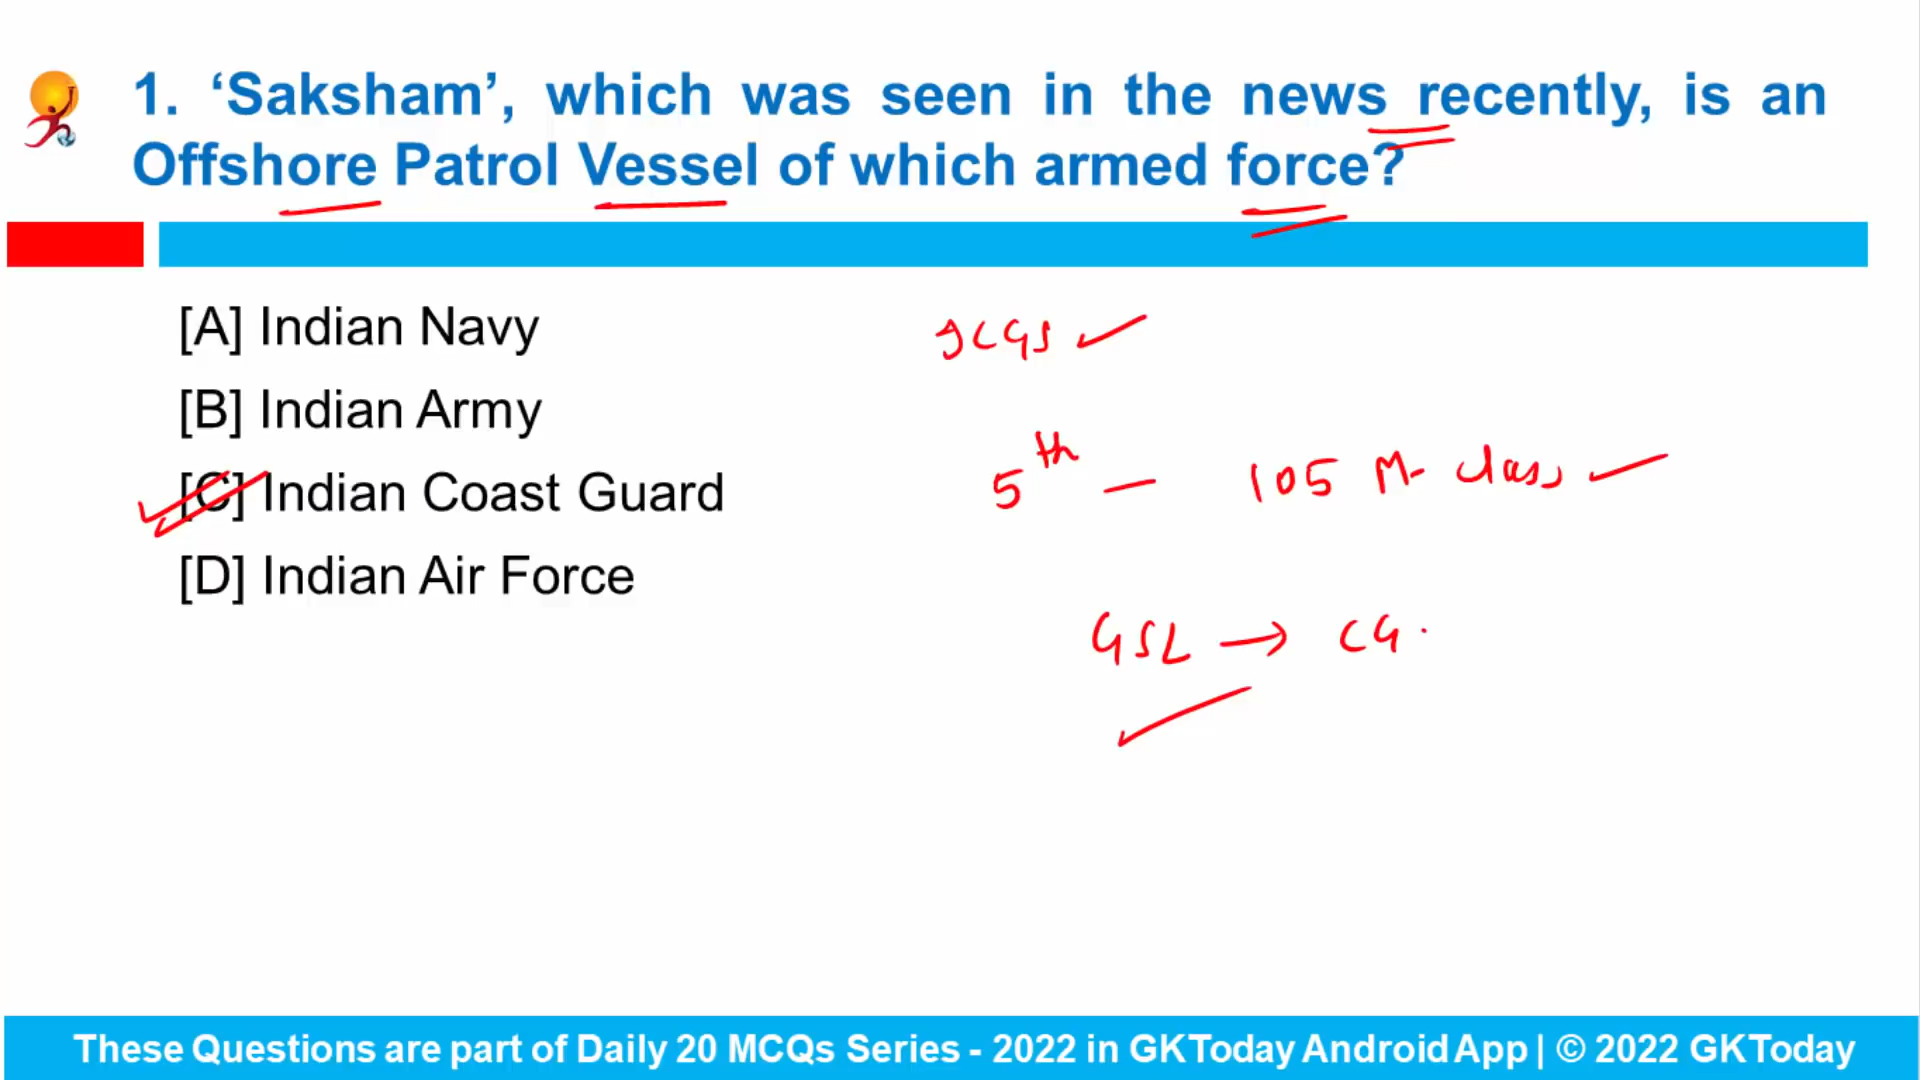 1. ‘Saksham’, which was seen in the news recently, is an
Offshore Patrol Vessel of which armed force?
[A] Indian Navy
[B] Indian Army
[C] Indian Coast Guard
[D] Indian Air Force
ICGS
5th - 105 M- class
GSL → CG.
These Questions are part of Daily 20 MCQs Series - 2022 in GKToday Android App | © 2022 GKToday